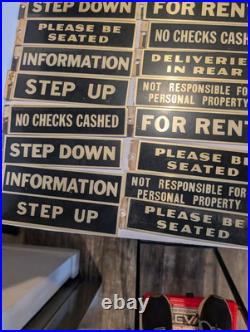 STEP DOWN
PLEASE BE
SEATED
INFORMATION
STEP UP
NO CHECKS CASHED
STEP DOWN
INFORMATION
STEP UP
FOR RENT
NO CHECKS CASHED
DELIVERIE
IN REAR
NOT RESPONSIBLE FOR
PERSONAL PROPERTY
FOR RENT
PLEASE BE
SEATED
NOT RESPONSIBLE FOR
PERSONAL PROPERTY
PLEASE BE
SEATED